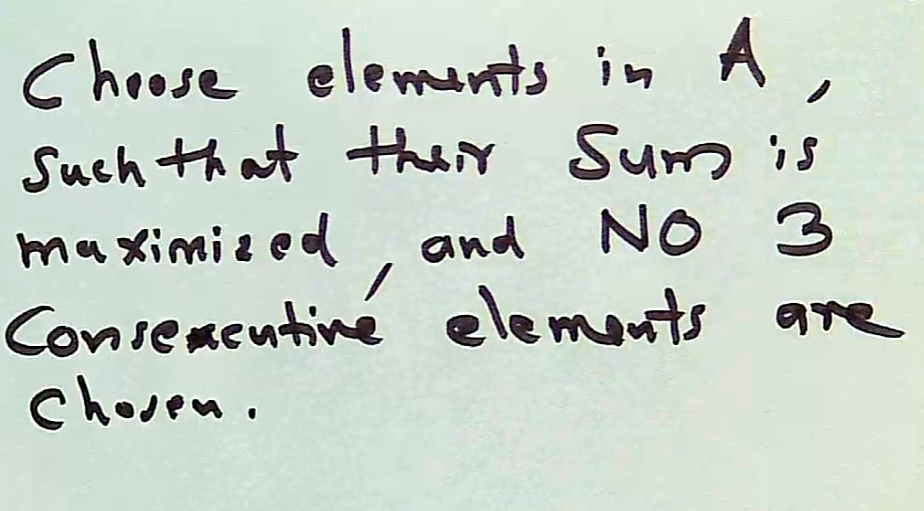 Choose elements in A,
Such that their Sum is
maximized, and NO 3
Consecutive elements are
Chosen.